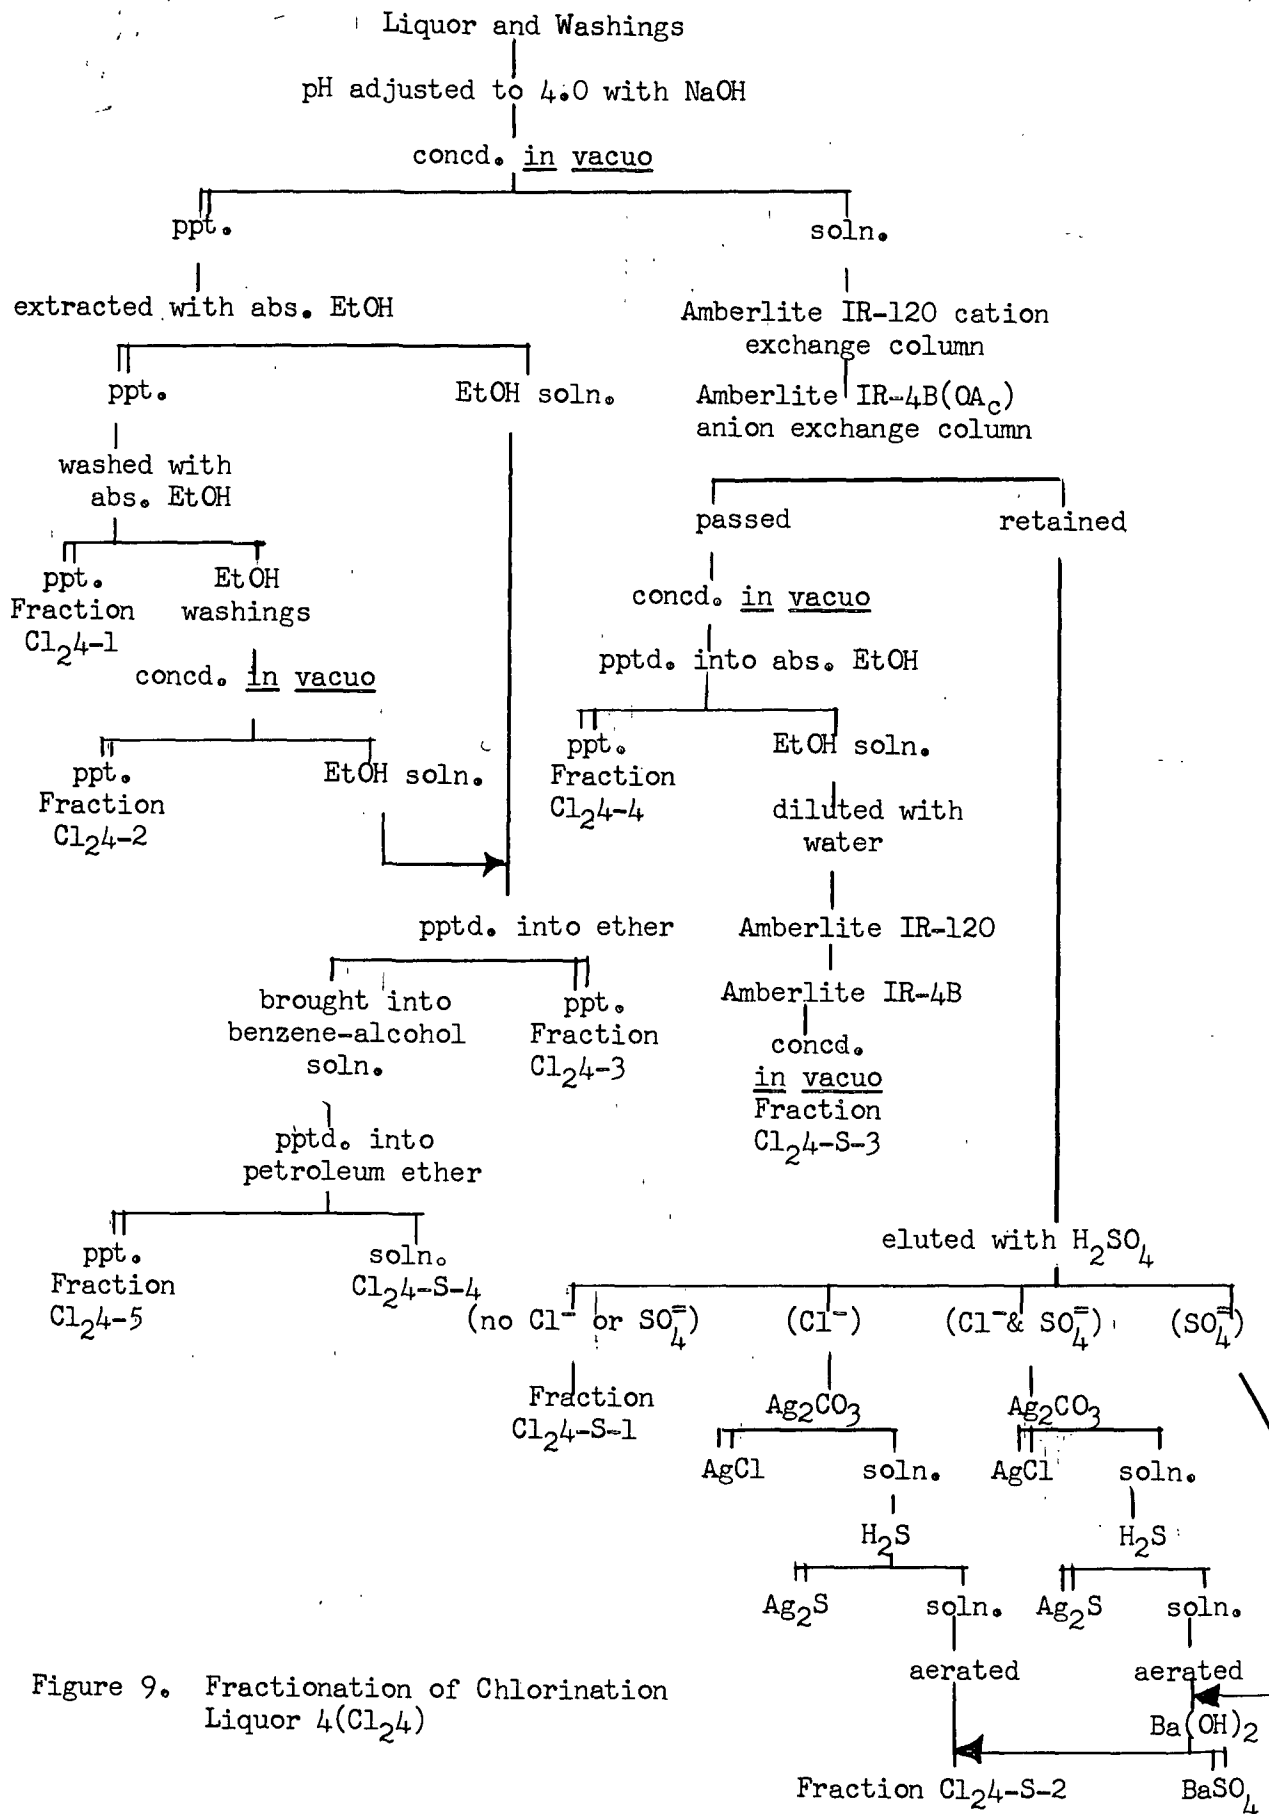 Liquor and Washings
pH adjusted to 4.0 with NaOH
concd. in vacuo
ppt.
soln.
extracted with abs. EtOH
Amberlite IR-120 cation
exchange column
ppt.
EtOH soln.
Amberlite IR-4B(OAc)
anion exchange column
washed with
abs. EtOH
passed
retained
ppt.
Fraction
Cl₂4-1
EtOH
washings
concd. in vacuo
concd. in vacuo
pptd. into abs. EtOH
ppt.
Fraction
Cl₂4-2
EtOH soln.
ppt.
Fraction
Cl₂4-4
EtOH soln.
diluted with
water
pptd. into ether
Amberlite IR-120
brought into
benzene-alcohol
soln.
ppt.
Fraction
Cl₂4-3
Amberlite IR-4B
concd.
in vacuo
Fraction
Cl₂4-S-3
pptd. into
petroleum ether
ppt.
Fraction
Cl₂4-5
soln.
Cl₂4-S-4
eluted with H₂SO₄
(no Cl⁻ or SO₄⁼)
(Cl⁻)
(Cl⁻& SO₄⁼)
(SO₄⁼)
Fraction
Cl₂4-S-1
Ag₂CO₃
Ag₂CO₃
AgCl
soln.
AgCl
soln.
H₂S
H₂S
Ag₂S
soln.
Ag₂S
soln.
aerated
aerated
Ba(OH)₂
Fraction Cl₂4-S-2
BaSO₄
Figure 9. Fractionation of Chlorination
Liquor 4(Cl₂4)